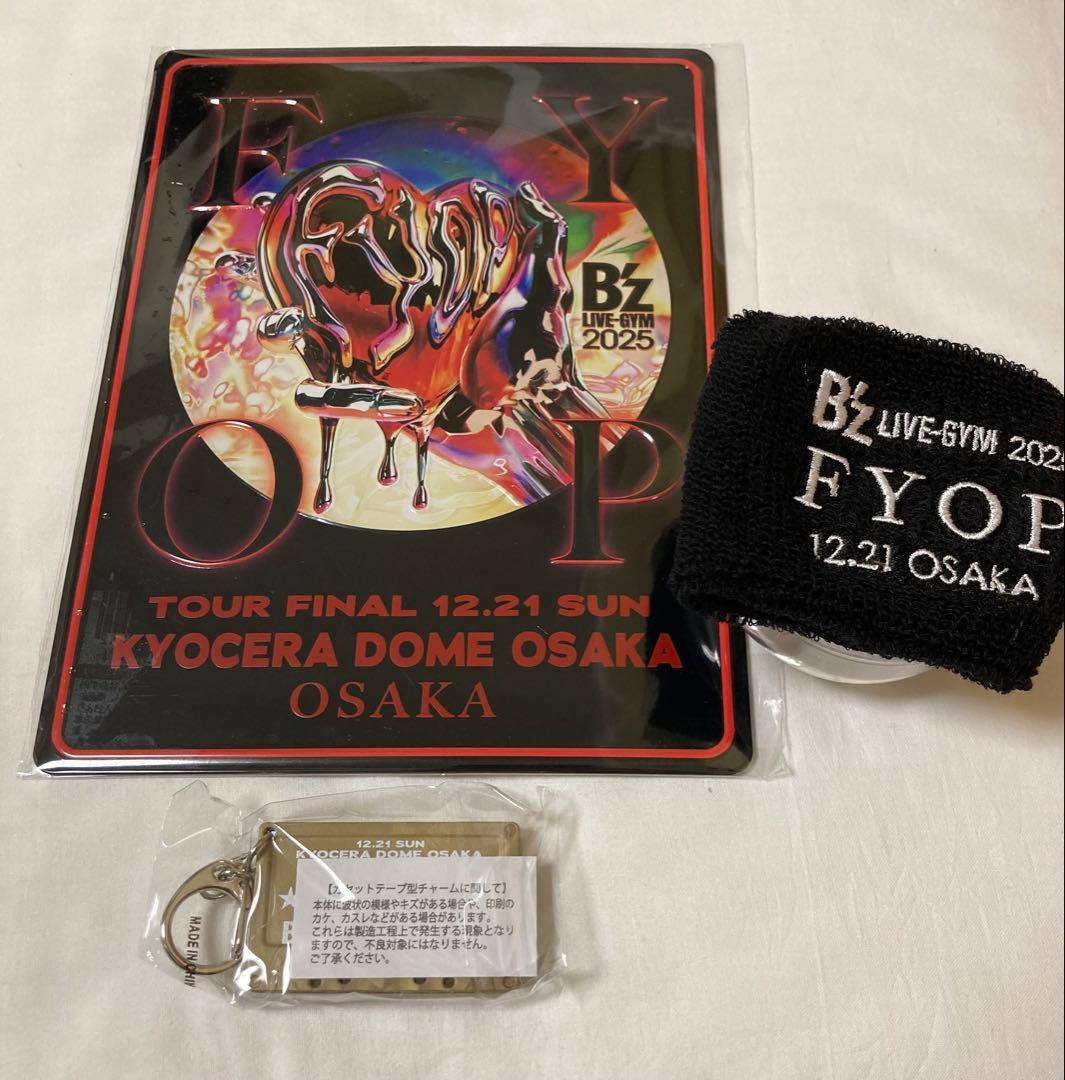 F Y
FYOP
B'z
LIVE-GYM
2025
O P
TOUR FINAL 12.21 SUN
KYOCERA DOME OSAKA
OSAKA
B'z LIVE-GYM 2025
FYOP
12.21 OSAKA
12.21 SUN
KYOCERA DOME OSAKA
【カセットテープ型チャームに関して】
本体に波状の模様やキズがある場合や、印刷の
カケ、カスレなどがある場合があります。
これらは製造工程上で発生する現象となり
ますので、不良対象にはなりません。
ご了承ください。
MADE IN CHIN